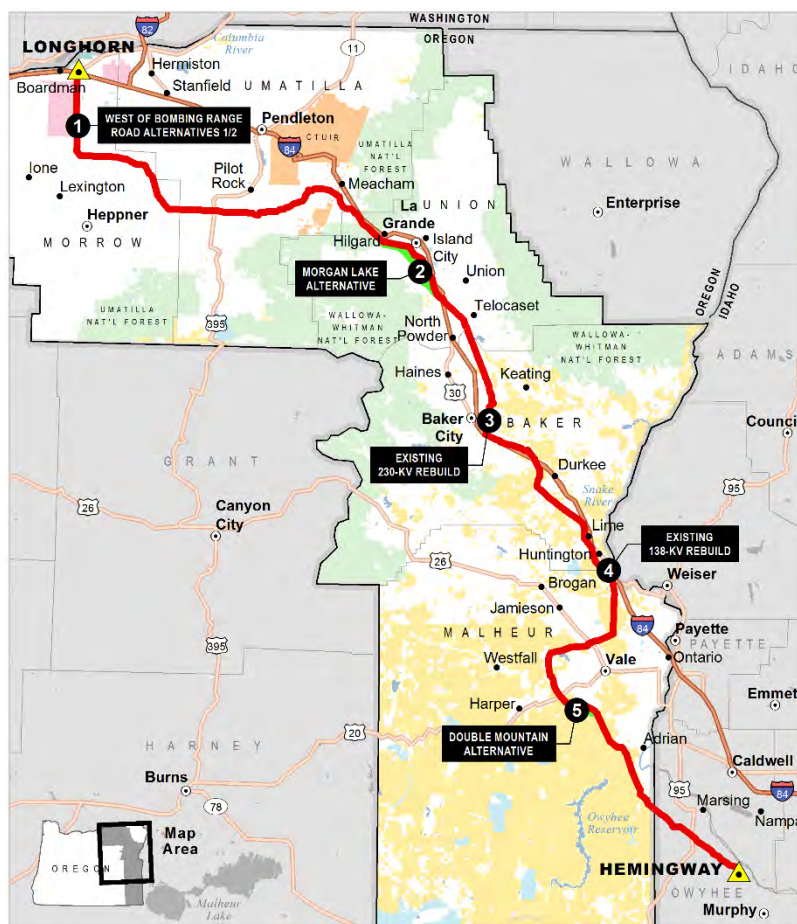 WASHINGTON
OREGON
82
Columbia
River
11
IDAHO
LONGHORN
Boardman
Hermiston
Stanfield
UMATILLA
1
WEST OF BOMBING RANGE
ROAD ALTERNATIVES 1/2
Pendleton
CTUIR
84
UMATILLA
NAT'L FOREST
WALLOWA
Ione
Lexington
Pilot
Rock
Meacham
Heppner
MORROW
La
Grande
UNION
Enterprise
Hilgard
Island
City
MORGAN LAKE
ALTERNATIVE
2
Union
OREGON
IDAHO
UMATILLA
NAT'L FOREST
395
WALLOWA-
WHITMAN
NAT'L FOREST
Telocaset
North
Powder
WALLOWA-
WHITMAN
NAT'L FOREST
ADAMS
Haines
30
Keating
Baker
City
3
BAKER
Council
EXISTING
230-KV REBUILD
GRANT
Durkee
95
26
Canyon
City
Snake
River
Lime
EXISTING
138-KV REBUILD
Huntington
4
26
Brogan
Weiser
Jamieson
84
395
MALHEUR
Payette
PAYETTE
Westfall
Vale
Ontario
Harper
5
Emmet
DOUBLE MOUNTAIN
ALTERNATIVE
Adrian
HARNEY
20
Caldwell
95
84
Burns
78
Marsing
Nampa
Map
Area
OREGON
Owyhee
Reservoir
HEMINGWAY
OWYHEE
Malheur
Lake
Murphy